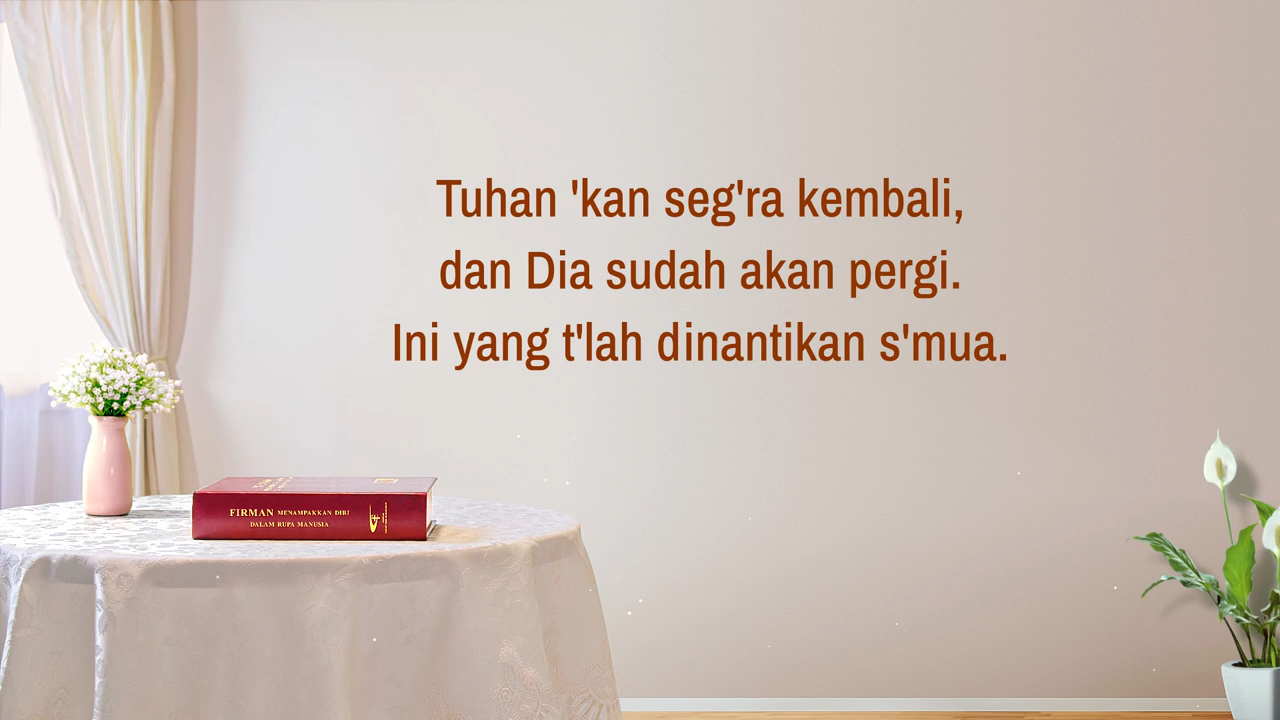 Tuhan 'kan seg'ra kembali,
dan Dia sudah akan pergi.
Ini yang t'lah dinantikan s'mua.
FIRMAN MENAMPAKKAN DIRI
DALAM RUPA MANUSIA